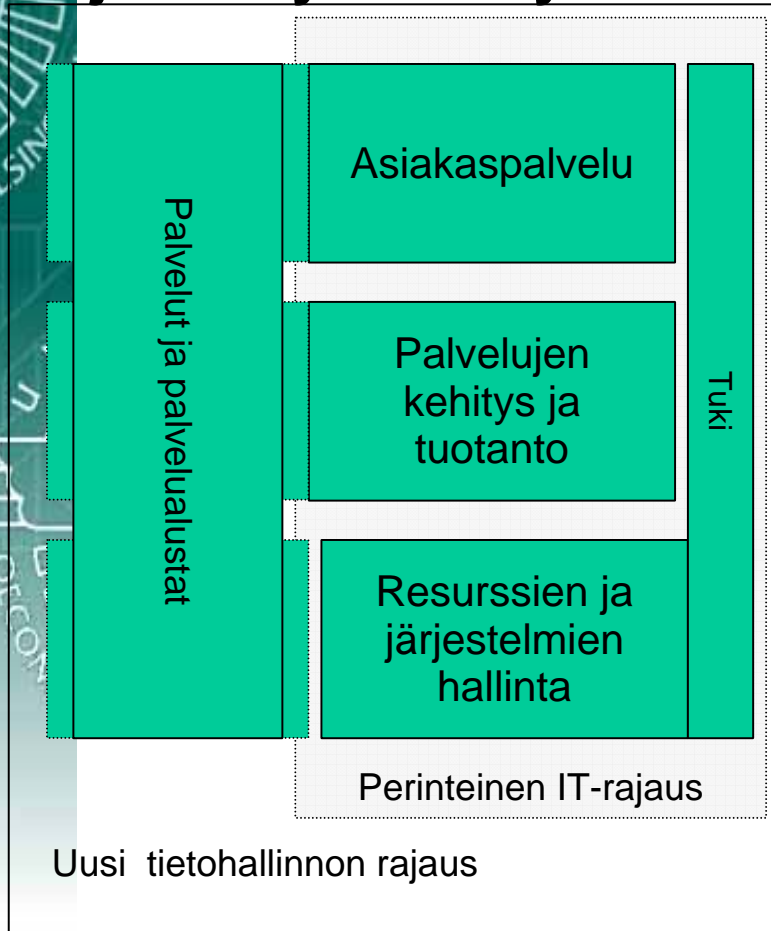 Asiakaspalvelu
Palvelut ja palvelualustat
Palvelujen
kehitys ja
tuotanto
Tuki
Resurssien ja
järjestelmien
hallinta
Perinteinen IT-rajaus
Uusi tietohallinnon rajaus